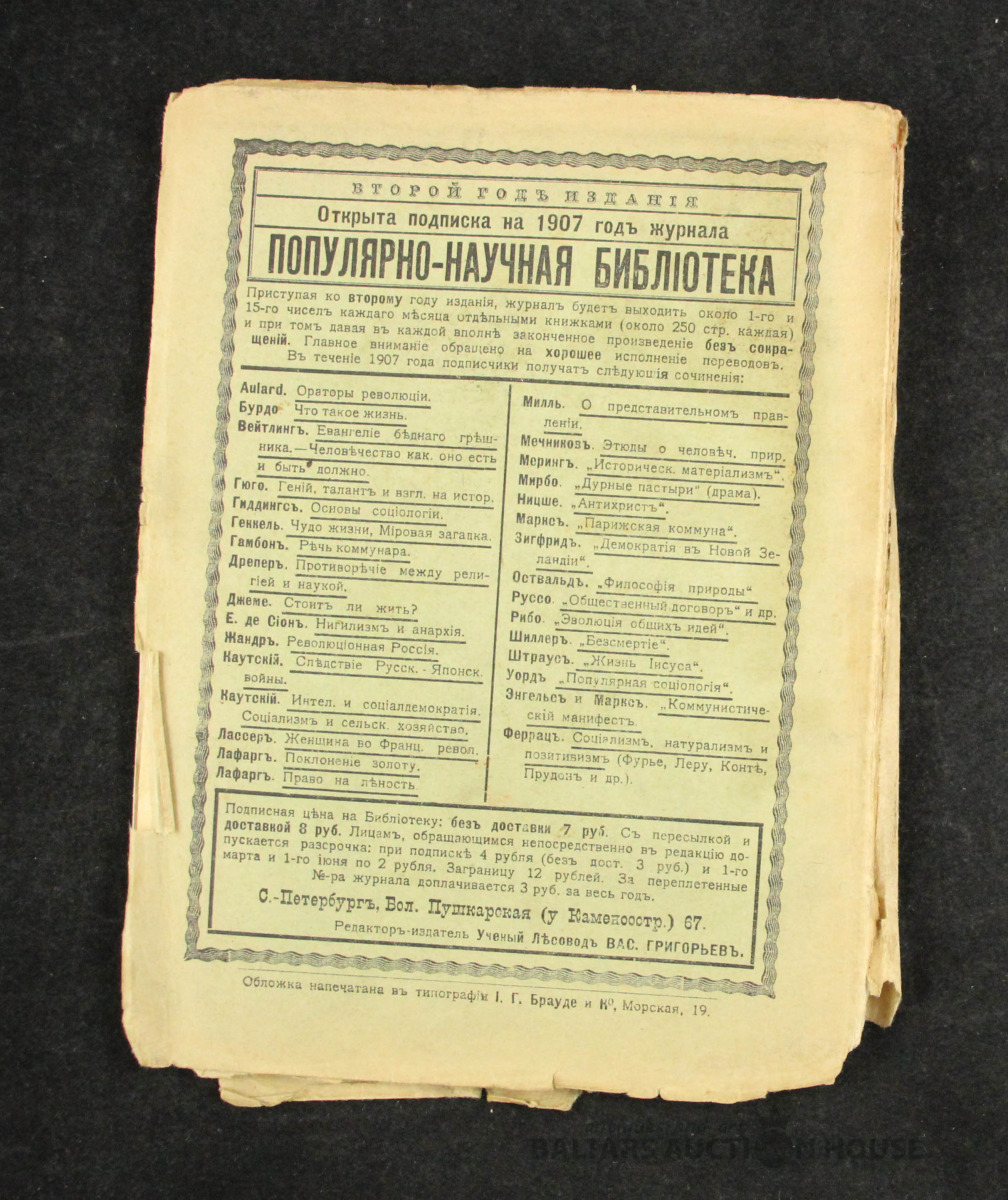 ВТОРОЙ ГОДЪ ИЗДАНІЯ
Открыта подписка на 1907 годъ журнала
ПОПУЛЯРНО-НАУЧНАЯ БИБЛІОТЕКА
Приступая ко второму году изданія, журналъ будетъ выходить около 1-го и
15-го чиселъ каждаго мѣсяца отдѣльными книжками (около 250 стр. каждая)
и при томъ давая въ каждой вполнѣ законченное произведеніе безъ сокра-
щеній. Главное вниманіе обращено на хорошее исполненіе переводовъ.
Въ теченіе 1907 года подписчики получатъ слѣдующія сочиненія:
Aulard. Ораторы революціи.
Бурдо Что такое жизнь.
Вейтлингъ. Евангеліе бѣднаго грѣш-
ника.—Человѣчество как. оно есть
и быть должно.
Гюго. Геній, талантъ и взгл. на истор.
Гиддингсъ. Основы соціологіи.
Геккель. Чудо жизни, Міровая загадка.
Гамбонъ. Рѣчь коммунара.
Дреперъ. Противорѣчіе между рели-
гіей и наукой.
Джеме. Стоитъ ли жить?
Е. де Сіонъ. Нигилизмъ и анархія.
Жандръ. Революціонная Россія.
Каутскій. Слѣдствіе Русск.-Японск.
войны.
Каутскій. Интел. и соціалдемократія.
Соціализмъ и сельск. хозяйство.
Лассеръ. Женщина во Франц. револ.
Лафаргъ. Поклоненіе золоту.
Лафаргъ. Право на лѣность
Милль. О представительномъ прав-
леніи.
Мечниковъ. Этюды о человѣч. прир.
Мерингъ. „Историческ. матеріализмъ“.
Мирбо. „Дурные пастыри“ (драма).
Ницше. „Антихристъ“.
Марксъ. „Парижская коммуна“.
Зигфридъ. „Демократія въ Новой Зе-
ландіи“.
Оствальдъ. „Философія природы“
Руссо. „Общественный договоръ“ и др.
Рибо. „Эволюція общихъ идей“.
Шиллеръ. „Безсмертіе“.
Штраусъ. „Жизнь Іисуса“.
Уордъ „Популярная соціологія“.
Энгельсъ и Марксъ. „Коммунистиче-
скій манифестъ.
Феррацъ. Соціализмъ, натурализмъ и
позитивизмъ (Фурье, Леру, Контъ,
Прудонъ и др.).
Подписная цѣна на Библіотеку: безъ доставки 7 руб. Съ пересылкой и
доставкой 8 руб. Лицамъ, обращающимся непосредственно въ редакцію до-
пускается разсрочка: при подпискѣ 4 рубля (безъ дост. 3 руб.) и 1-го
марта и 1-го іюня по 2 рубля. Заграницу 12 рублей. За переплетенные
№-ра журнала доплачивается 3 руб. за весь годъ.
С.-Петербургъ, Бол. Пушкарская (у Каменоостр.) 67.
Редакторъ-издатель Ученый Лѣсоводъ ВАС. ГРИГОРЬЕВЪ.
Обложка напечатана въ типографіи І. Г. Брауде и Ко, Морская, 19.
BALTARS AUCTION HOUSE